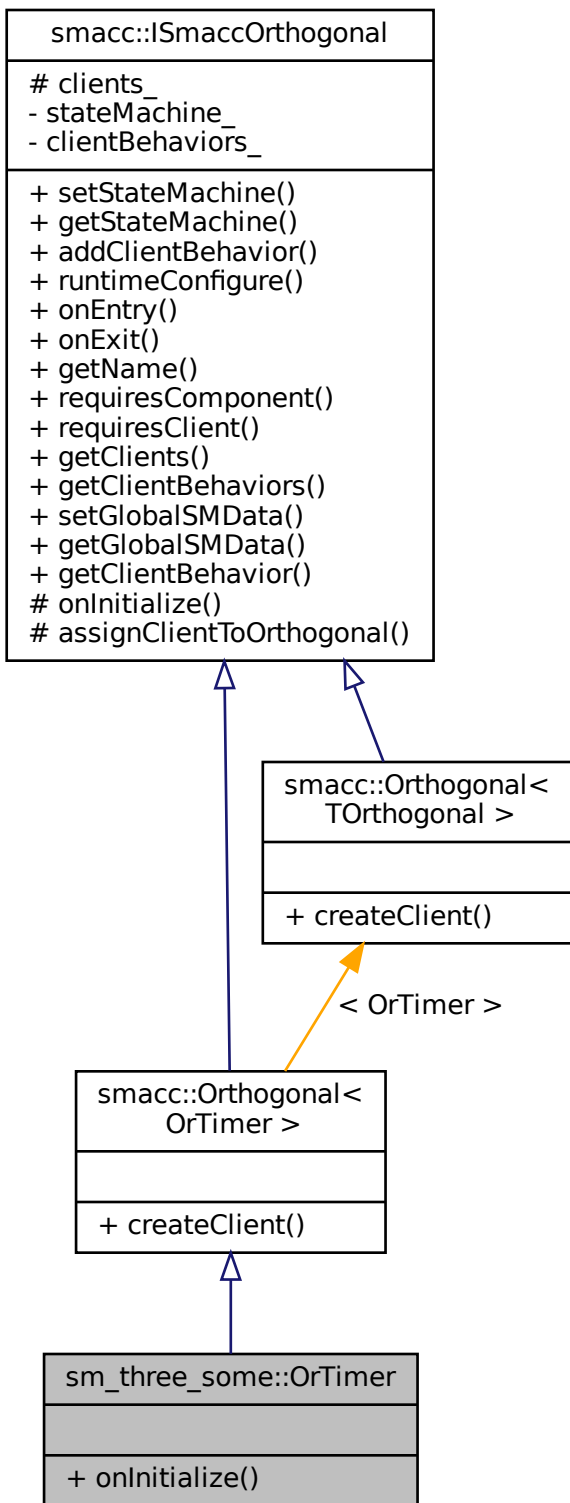 smacc::ISmaccOrthogonal
# clients_
- stateMachine_
- clientBehaviors_
+ setStateMachine()
+ getStateMachine()
+ addClientBehavior()
+ runtimeConfigure()
+ onEntry()
+ onExit()
+ getName()
+ requiresComponent()
+ requiresClient()
+ getClients()
+ getClientBehaviors()
+ setGlobalSMData()
+ getGlobalSMData()
+ getClientBehavior()
# onInitialize()
# assignClientToOrthogonal()
smacc::Orthogonal<
TOrthogonal >
+ createClient()
< OrTimer >
smacc::Orthogonal<
OrTimer >
+ createClient()
sm_three_some::OrTimer
+ onInitialize()